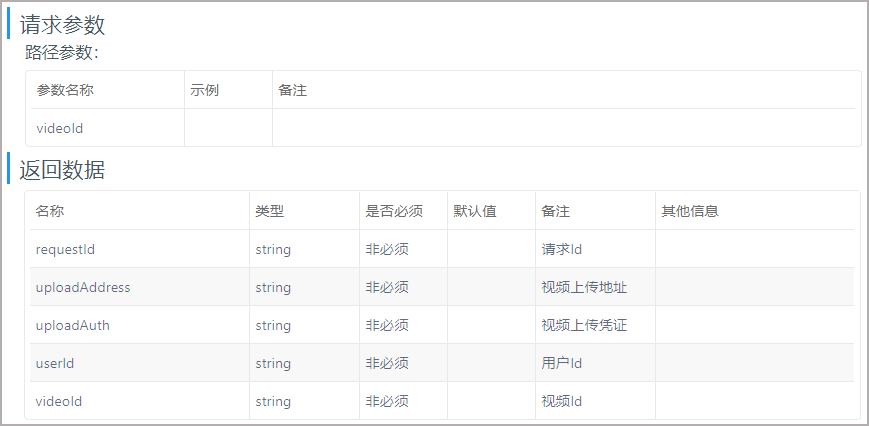 请求参数
路径参数：
参数名称 示例 备注
videoId
返回数据
名称 类型 是否必须 默认值 备注 其他信息
requestId string 非必须 请求Id
uploadAddress string 非必须 视频上传地址
uploadAuth string 非必须 视频上传凭证
userId string 非必须 用户Id
videoId string 非必须 视频Id